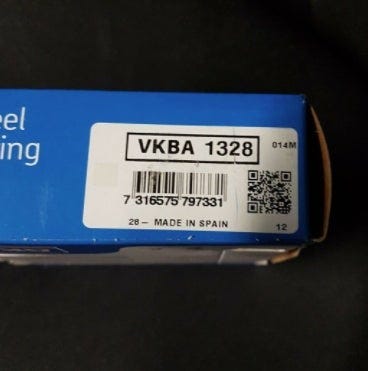 eel
ing
VKBA 1328
014M
7 316575 797331
28 – MADE IN SPAIN
12